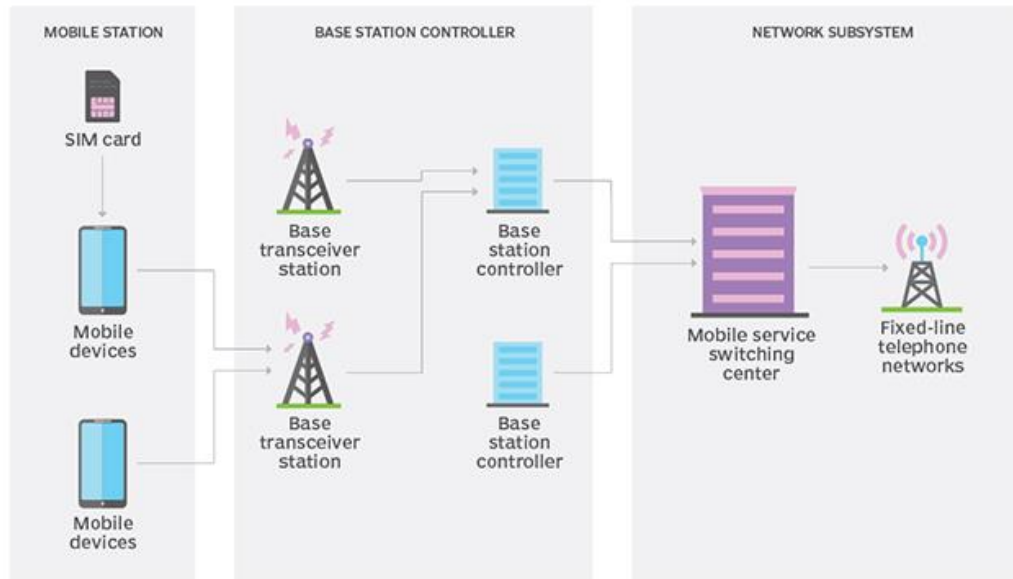 MOBILE STATION
SIM card
Mobile
devices
Mobile
devices
BASE STATION CONTROLLER
Base
transceiver
station
Base
transceiver
station
Base
station
controller
Base
station
controller
NETWORK SUBSYSTEM
Mobile service
switching
center
Fixed-line
telephone
networks